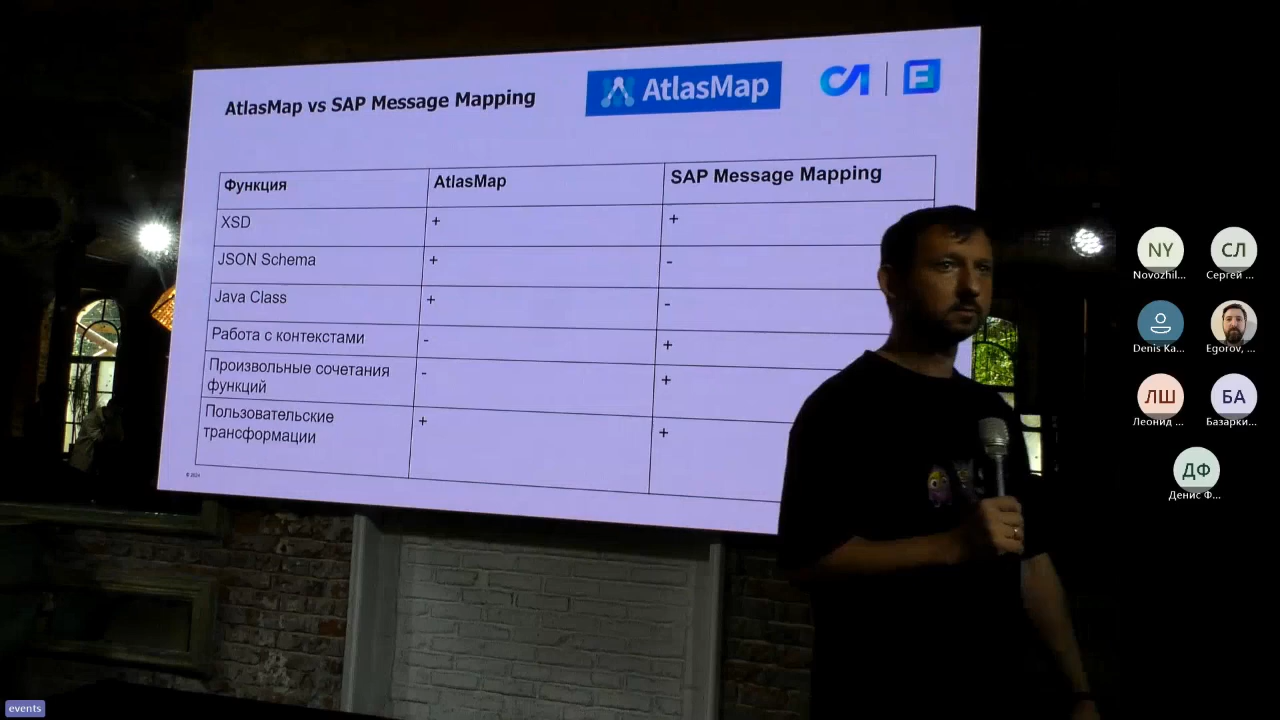 AtlasMap vs SAP Message Mapping
AtlasMap
Функция
AtlasMap
SAP Message Mapping
XSD
+
+
JSON Schema
+
-
Java Class
+
-
Работа с контекстами
-
+
Произвольные сочетания
функций
-
+
Пользовательские
трансформации
+
+
© 2024
NY
СЛ
Novozhil...
Сергей ...
Denis Ka...
Egorov, ...
ЛШ
БА
Леонид ...
Базарки...
ДФ
Денис Ф...
events